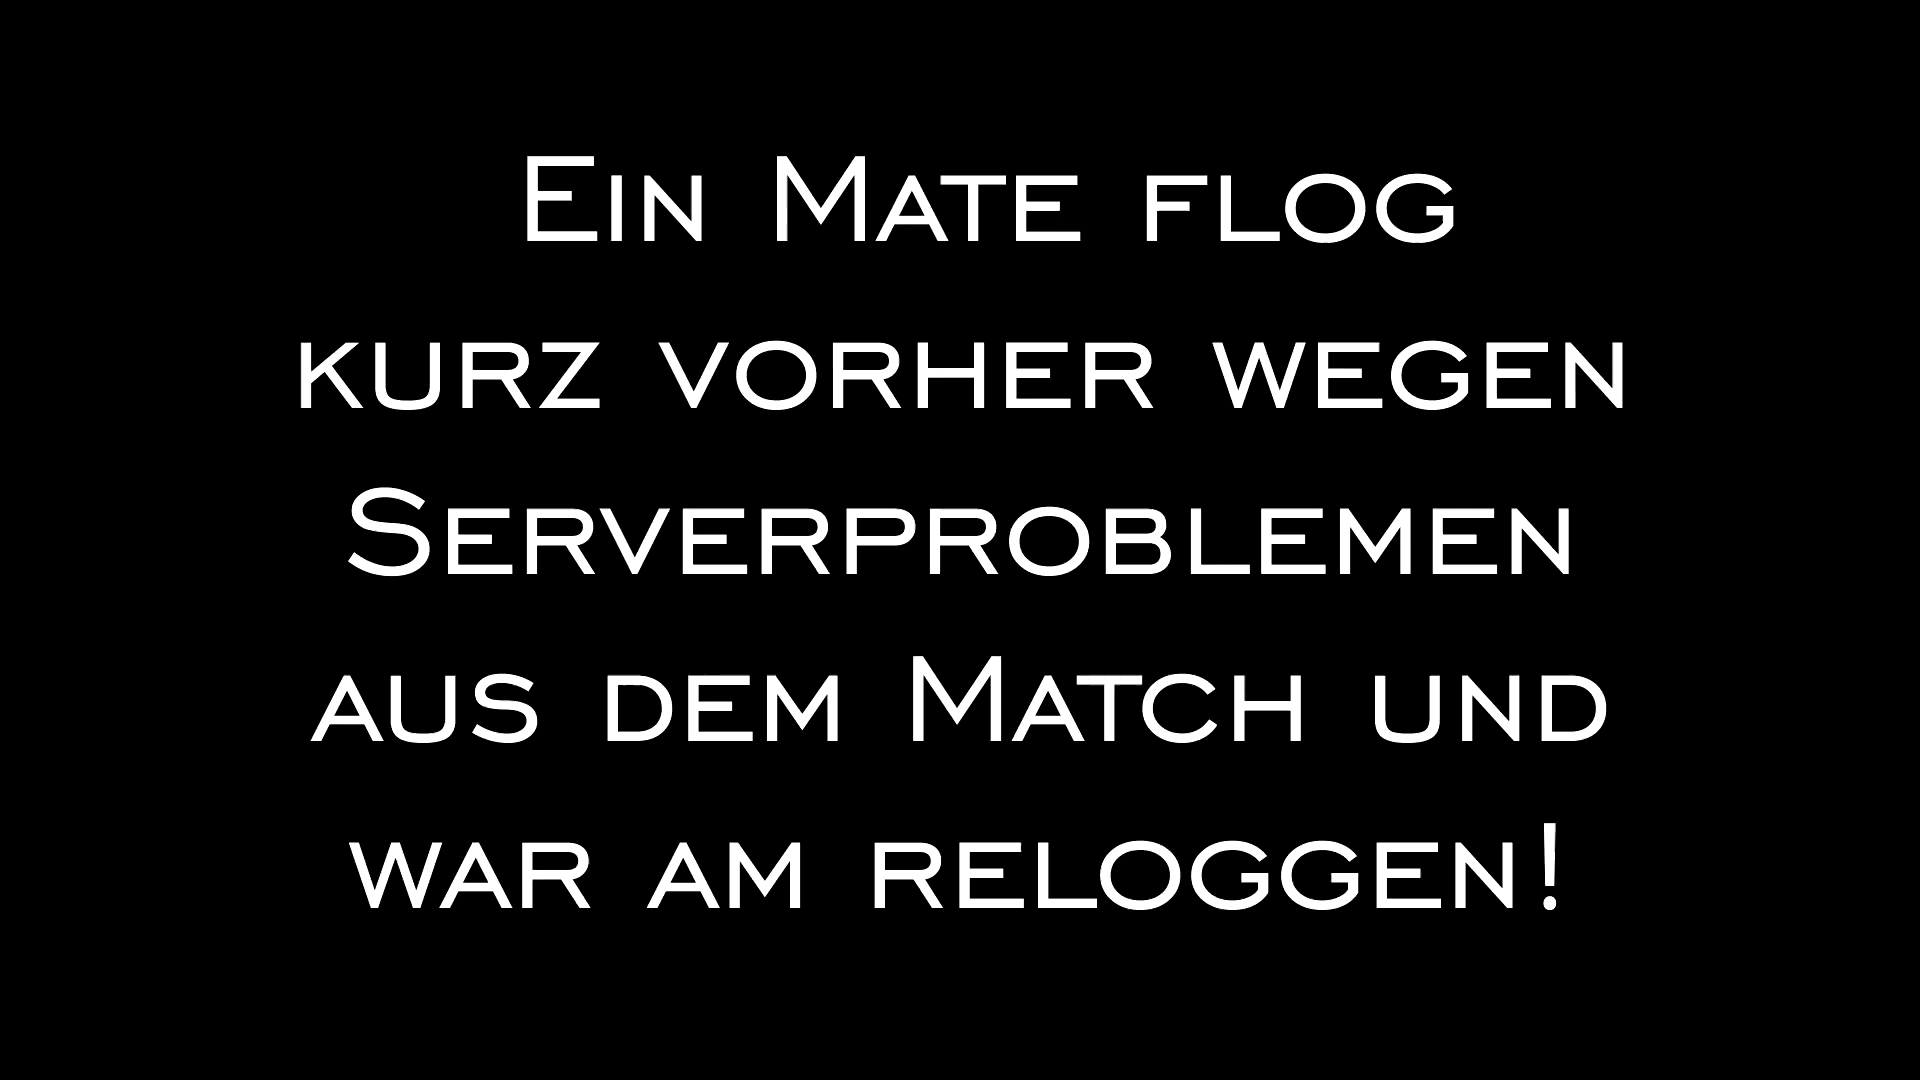 Ein Mate flog
kurz vorher wegen
Serverproblemen
aus dem Match und
war am reloggen!